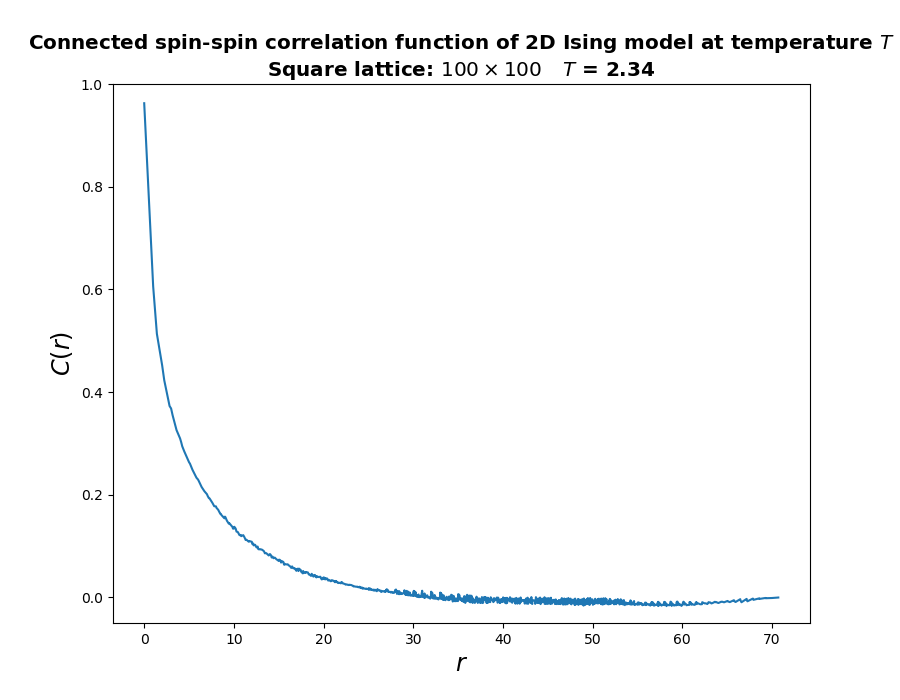 Connected spin-spin correlation function of 2D Ising model at temperature T
Square lattice: 100 × 100 T = 2.34
1.0
0.8
0.6
0.4
0.2
0.0
C(r)
0 10 20 30 40 50 60 70
r